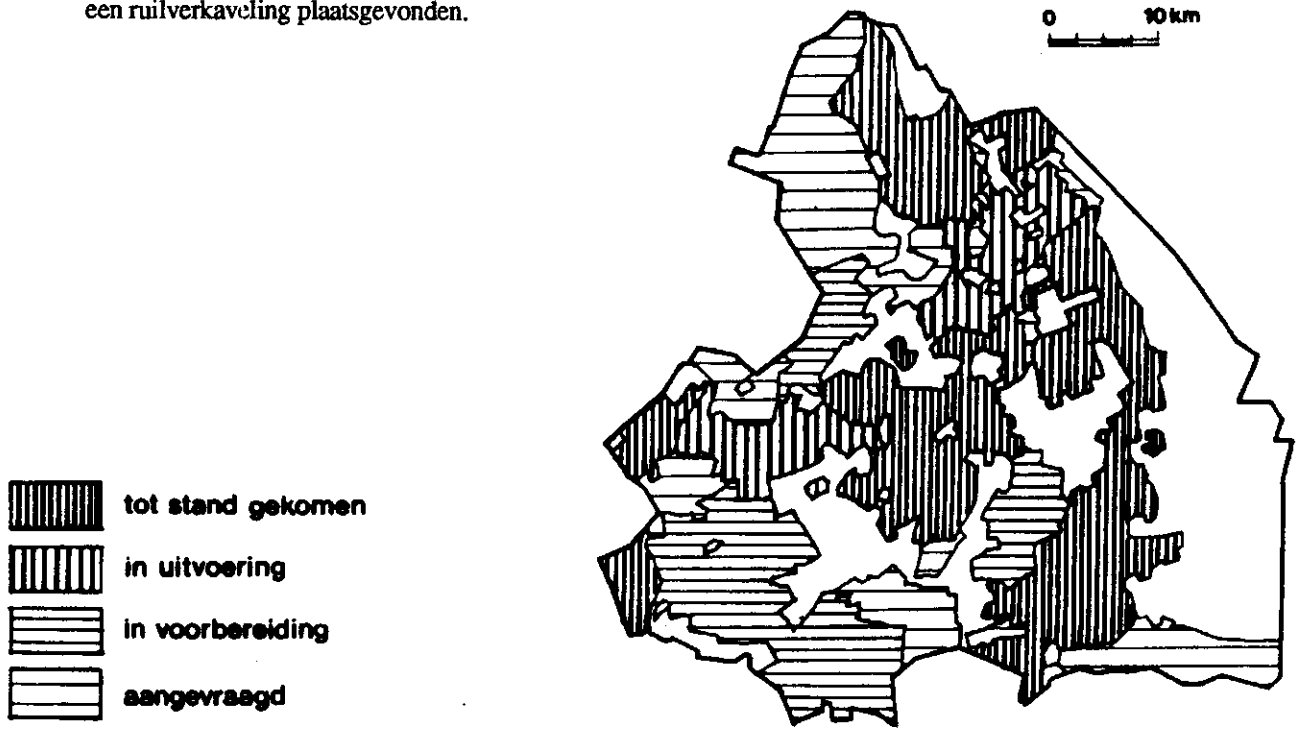 een ruilverkaveling plaatsgevonden.
0 10 km
tot stand gekomen
in uitvoering
in voorbereiding
aangevraagd